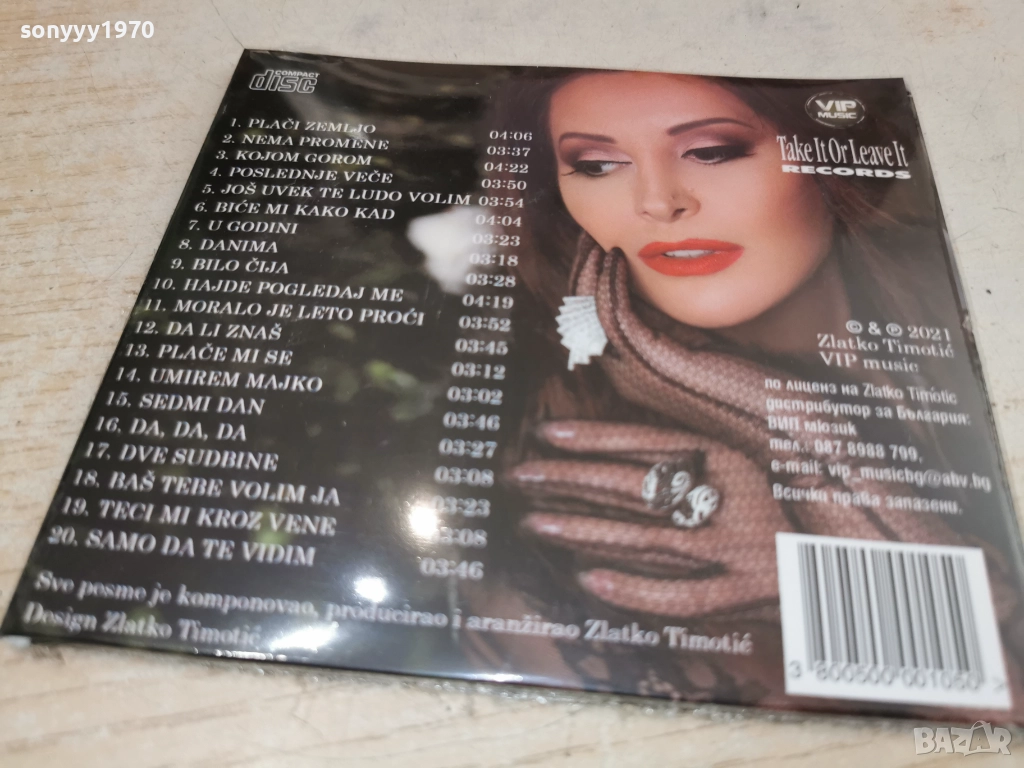 sonyyy1970
COMPACT
disc
VIP
MUSIC
Take It Or Leave It
RECORDS
1. PLAČI ZEMLJO 04:06
2. NEMA PROMENE 03:37
3. KOJOM GOROM 04:22
4. POSLEDNJE VEČE 03:50
5. JOŠ UVEK TE LUDO VOLIM 03:54
6. BIĆE MI KAKO KAD 04:04
7. U GODINI 03:23
8. DANIMA 03:18
9. BILO ČIJA 03:28
10. HAJDE POGLEDAJ ME 04:19
11. MORALO JE LETO PROĆI 03:52
12. DA LI ZNAŠ 03:45
13. PLAČE MI SE 03:12
14. UMIREM MAJKO 03:02
15. SEDMI DAN 03:46
16. DA, DA, DA 03:27
17. DVE SUDBINE 03:08
18. BAŠ TEBE VOLIM JA 03:23
19. TECI MI KROZ VENE 03:08
20. SAMO DA TE VIDIM 03:46
Sve pesme je komponovao, producirao i aranžirao Zlatko Timotić
Design Zlatko Timotić
© & ℗ 2021
Zlatko Timotić
VIP music
по лиценз на Zlatko Timotic
дистрибутор за България:
ВИП мюзик
тел.: 087 8988 799,
e-mail: vip_musicbg@abv.bg
Всички права запазени.
3 800500 001050 >
BAZAR